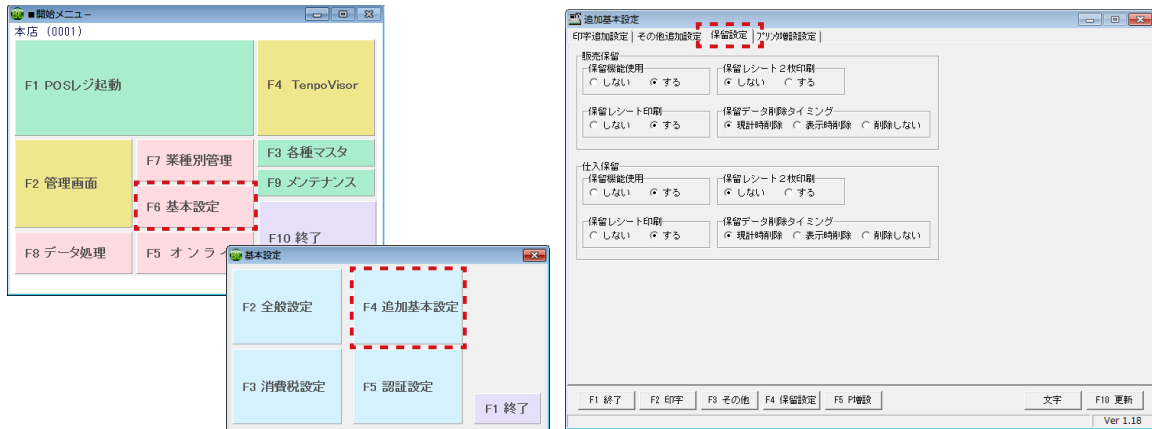 ■開始メニュー
本店 (0001)
F1 POSレジ起動
F4 TenpoVisor
F2 管理画面
F7 業種別管理
F3 各種マスタ
F9 メンテナンス
F6 基本設定
F10 終了
F8 データ処理
F5 オンライ
基本設定
F2 全般設定
F4 追加基本設定
F3 消費税設定
F5 認証設定
F1 終了
追加基本設定
印字追加設定 その他追加設定 保留設定 プリンタ増設設定
販売保留
保留機能使用 保留レシート2枚印刷
しない する しない する
保留レシート印刷 保留データ削除タイミング
しない する 現計時削除 表示時削除 削除しない
仕入保留
保留機能使用 保留レシート2枚印刷
しない する しない する
保留レシート印刷 保留データ削除タイミング
しない する 現計時削除 表示時削除 削除しない
F1 終了 F2 印字 F3 その他 F4 保留設定 F5 P増設 文字 F10 更新
Ver 1.18